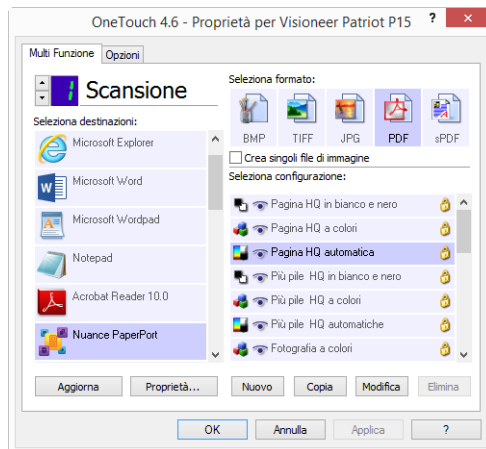 OneTouch 4.6 - Proprietà per Visioneer Patriot P15 ? ×
Multi Funzione Opzioni
1 Scansione
Seleziona destinazioni:
Microsoft Explorer
Microsoft Word
Microsoft Wordpad
Notepad
Acrobat Reader 10.0
Nuance PaperPort
Aggiorna Proprietà...
Seleziona formato:
BMP TIFF JPG PDF sPDF
Crea singoli file di immagine
Seleziona configurazione:
Pagina HQ in bianco e nero
Pagina HQ a colori
Pagina HQ automatica
Più pile HQ in bianco e nero
Più pile HQ a colori
Più pile HQ automatiche
Fotografia a colori
Nuovo Copia Modifica Elimina
OK Annulla Applica ?